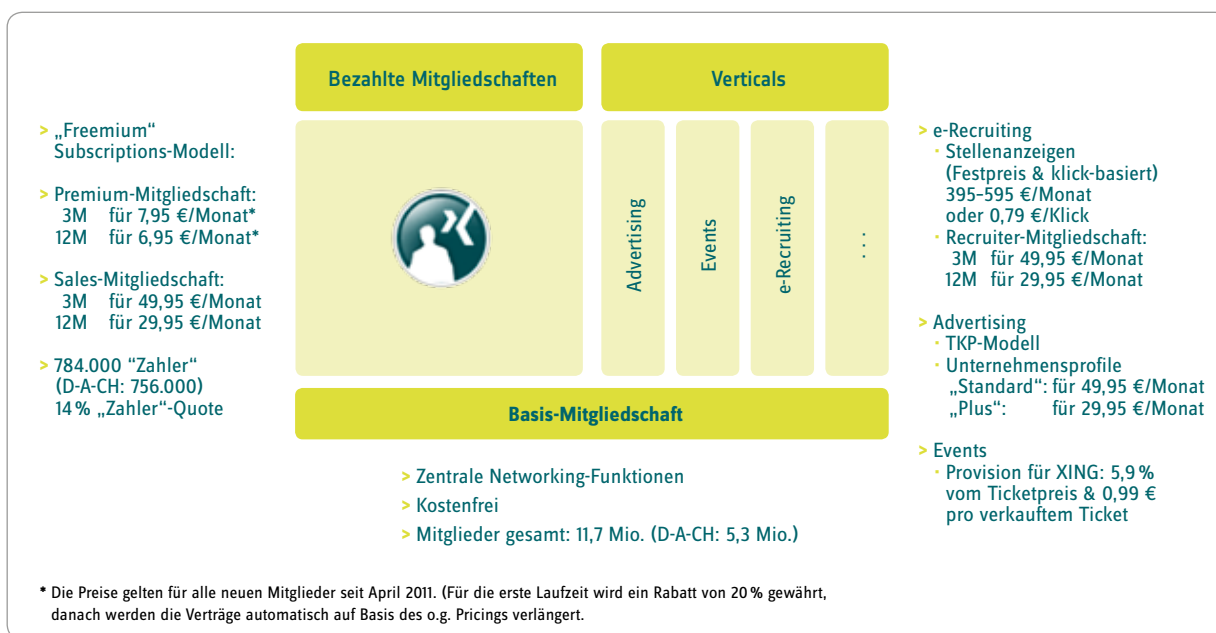 Bezahlte Mitgliedschaften
Verticals
> „Freemium“
Subscriptions-Modell:
> Premium-Mitgliedschaft:
3M für 7,95 €/Monat*
12M für 6,95 €/Monat*
> Sales-Mitgliedschaft:
3M für 49,95 €/Monat
12M für 29,95 €/Monat
> 784.000 “Zahler“
(D-A-CH: 756.000)
14 % „Zahler“-Quote
Advertising
Events
e-Recruiting
...
Basis-Mitgliedschaft
> Zentrale Networking-Funktionen
> Kostenfrei
> Mitglieder gesamt: 11,7 Mio. (D-A-CH: 5,3 Mio.)
> e-Recruiting
· Stellenanzeigen
(Festpreis & klick-basiert)
395–595 €/Monat
oder 0,79 €/Klick
· Recruiter-Mitgliedschaft:
3M für 49,95 €/Monat
12M für 29,95 €/Monat
> Advertising
· TKP-Modell
· Unternehmensprofile
„Standard“: für 49,95 €/Monat
„Plus“: für 29,95 €/Monat
> Events
· Provision für XING: 5,9 %
vom Ticketpreis & 0,99 €
pro verkauftem Ticket
* Die Preise gelten für alle neuen Mitglieder seit April 2011. (Für die erste Laufzeit wird ein Rabatt von 20 % gewährt,
danach werden die Verträge automatisch auf Basis des o.g. Pricings verlängert.